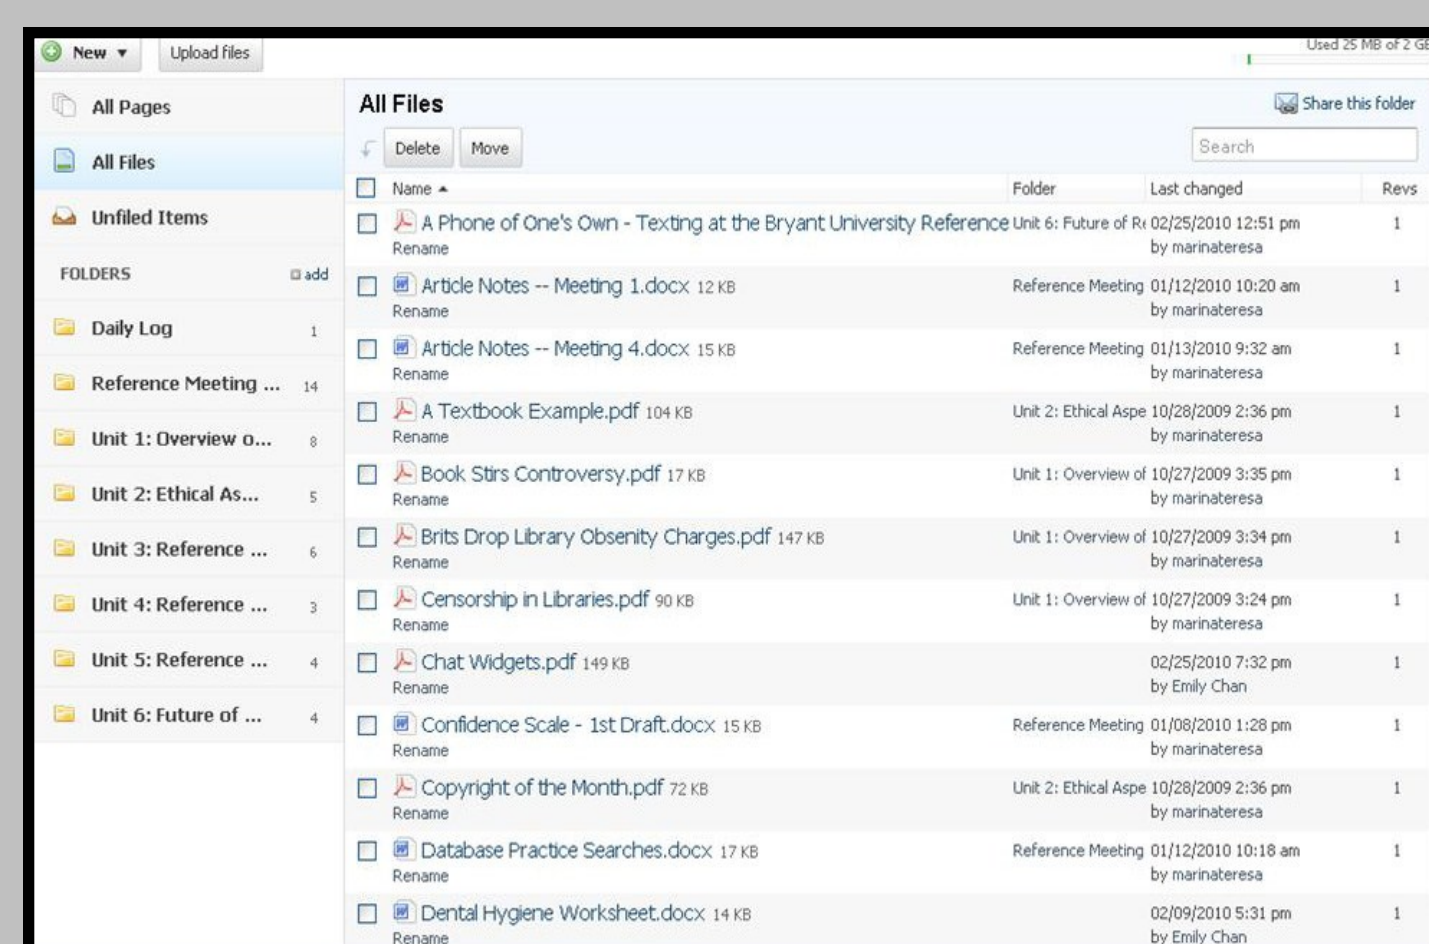 New ▼ Upload files Used 25 MB of 2 GB
All Pages
All Files
Unfiled Items
FOLDERS add
Daily Log 1
Reference Meeting ... 14
Unit 1: Overview o... 8
Unit 2: Ethical As... 5
Unit 3: Reference ... 6
Unit 4: Reference ... 3
Unit 5: Reference ... 4
Unit 6: Future of ... 4
All Files Share this folder
Delete Move Search
Name ▲ Folder Last changed Revs
A Phone of One's Own - Texting at the Bryant University Reference Unit 6: Future of Re 02/25/2010 12:51 pm 1
Rename by marinateresa
Article Notes -- Meeting 1.docx 12 KB Reference Meeting 01/12/2010 10:20 am 1
Rename by marinateresa
Article Notes -- Meeting 4.docx 15 KB Reference Meeting 01/13/2010 9:32 am 1
Rename by marinateresa
A Textbook Example.pdf 104 KB Unit 2: Ethical Aspe 10/28/2009 2:36 pm 1
Rename by marinateresa
Book Stirs Controversy.pdf 17 KB Unit 1: Overview of 10/27/2009 3:35 pm 1
Rename by marinateresa
Brits Drop Library Obsenity Charges.pdf 147 KB Unit 1: Overview of 10/27/2009 3:34 pm 1
Rename by marinateresa
Censorship in Libraries.pdf 90 KB Unit 1: Overview of 10/27/2009 3:24 pm 1
Rename by marinateresa
Chat Widgets.pdf 149 KB 02/25/2010 7:32 pm 1
Rename by Emily Chan
Confidence Scale - 1st Draft.docx 15 KB Reference Meeting 01/08/2010 1:28 pm 1
Rename by marinateresa
Copyright of the Month.pdf 72 KB Unit 2: Ethical Aspe 10/28/2009 2:36 pm 1
Rename by marinateresa
Database Practice Searches.docx 17 KB Reference Meeting 01/12/2010 10:18 am 1
Rename by marinateresa
Dental Hygiene Worksheet.docx 14 KB 02/09/2010 5:31 pm 1
Rename by Emily Chan